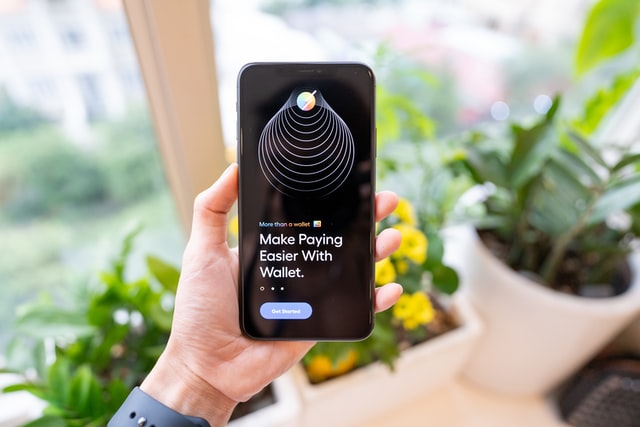 More than a wallet
Make Paying
Easier With
Wallet.
Get Started